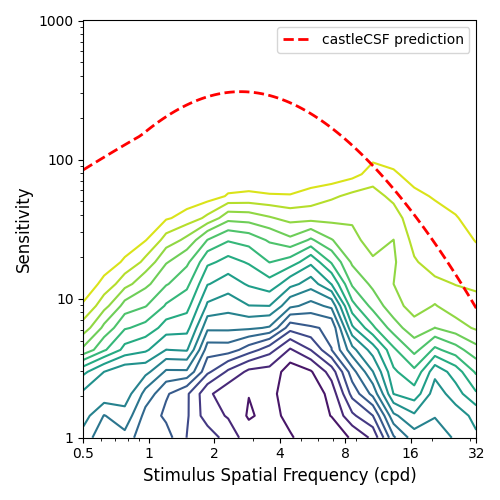 castleCSF prediction
1000
100
10
1
Sensitivity
0.5 1 2 4 8 16 32
Stimulus Spatial Frequency (cpd)